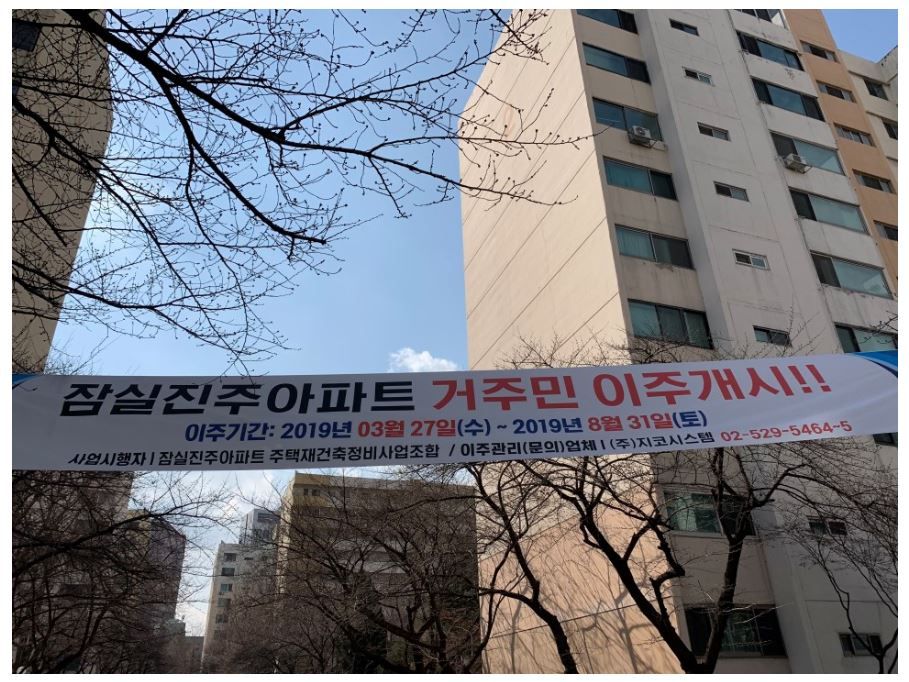 잠실진주아파트 거주민 이주개시!!
이주기간: 2019년 03월 27일(수) ~ 2019년 8월 31일(토)
사업시행자 | 잠실진주아파트 주택재건축정비사업조합 / 이주관리(문의)업체 | (주)지코시스템 02-529-5464~5